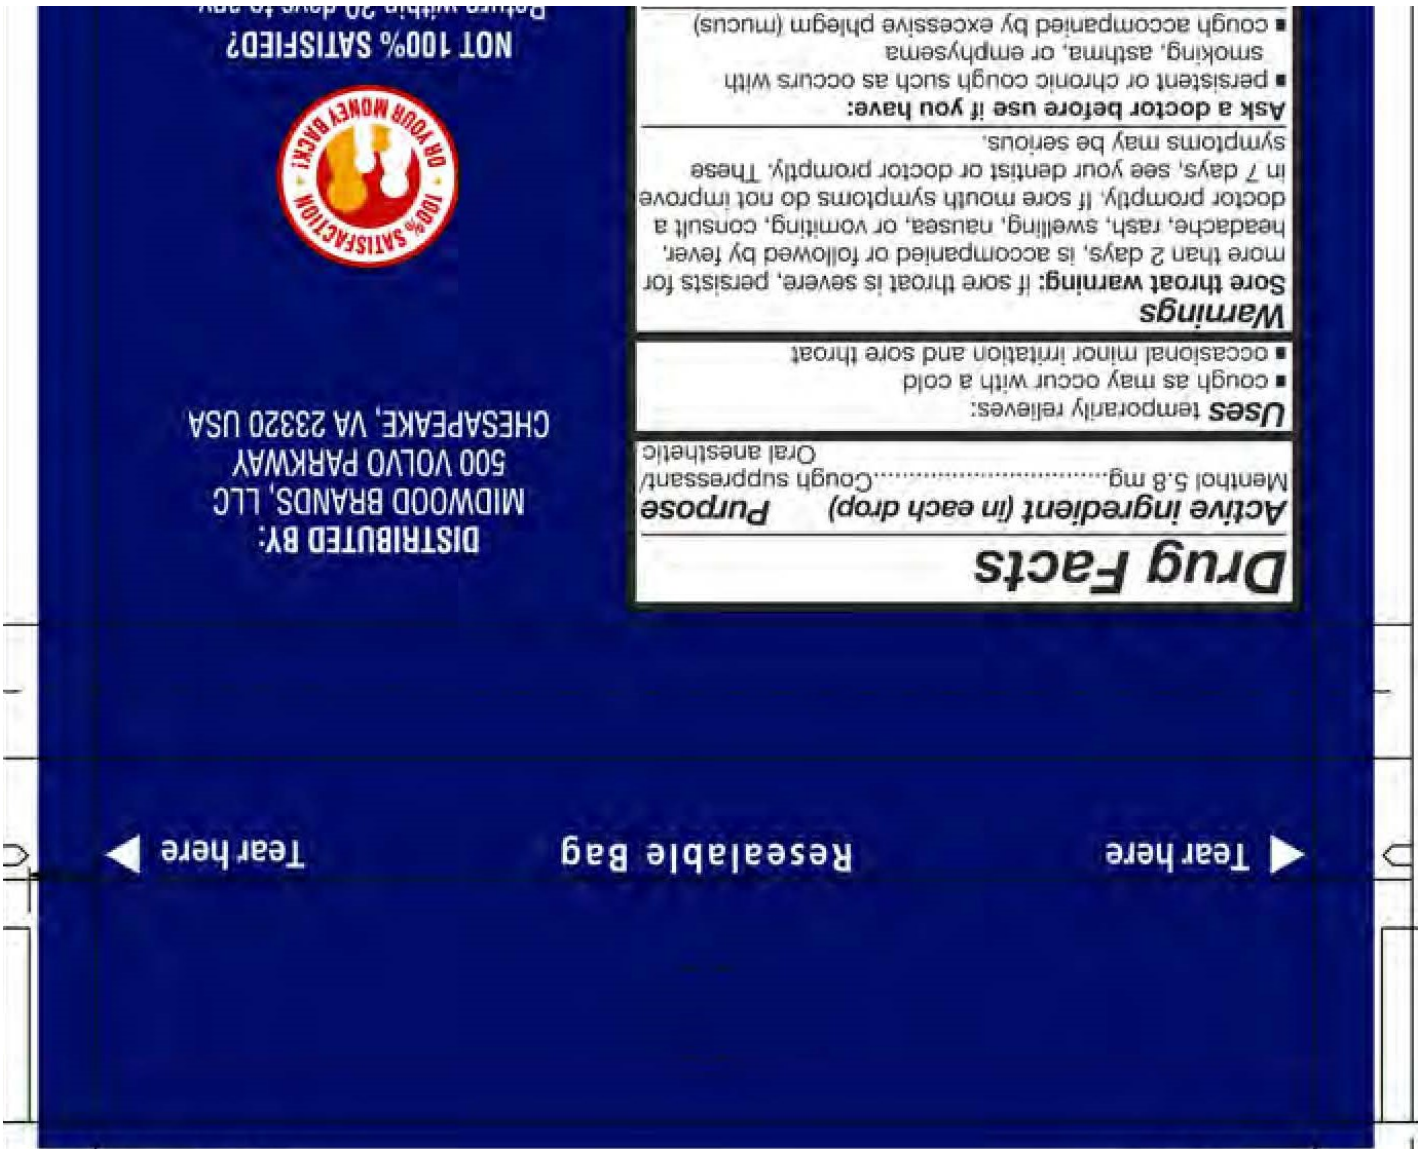 Tear here
Resealable Bag
Tear here
Drug Facts
Active ingredient (in each drop) Purpose
Menthol 5.8 mg................................Cough suppressant/
Oral anesthetic
Uses temporarily relieves:
■ cough as may occur with a cold
■ occasional minor irritation and sore throat
Warnings
Sore throat warning: if sore throat is severe, persists for
more than 2 days, is accompanied or followed by fever,
headache, rash, swelling, nausea, or vomiting, consult a
doctor promptly. If sore mouth symptoms do not improve
in 7 days, see your dentist or doctor promptly. These
symptoms may be serious.
Ask a doctor before use if you have:
■ persistent or chronic cough such as occurs with
smoking, asthma, or emphysema
■ cough accompanied by excessive phlegm (mucus)
DISTRIBUTED BY:
MIDWOOD BRANDS, LLC
500 VOLVO PARKWAY
CHESAPEAKE, VA 23320 USA
100% SATISFACTION
OR YOUR MONEY BACK!
NOT 100% SATISFIED?
Return within 30 days to any